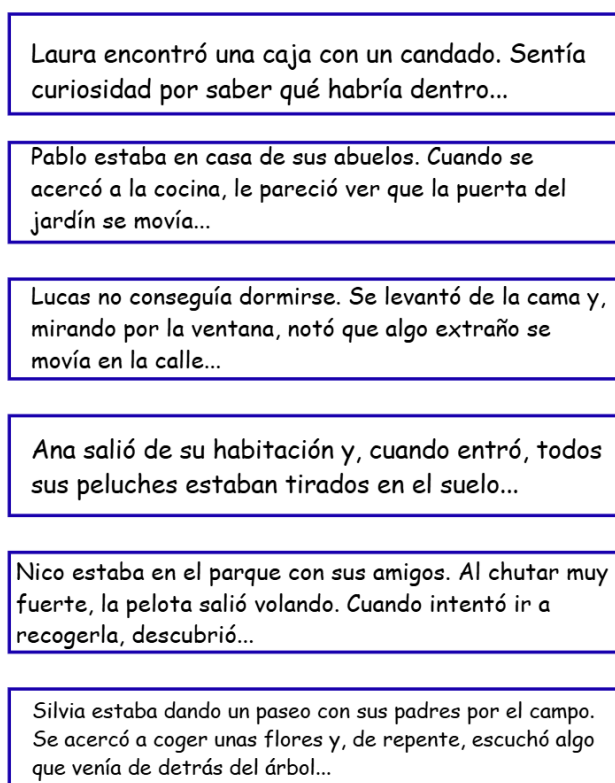 Laura encontró una caja con un candado. Sentía
curiosidad por saber qué habría dentro...
Pablo estaba en casa de sus abuelos. Cuando se
acercó a la cocina, le pareció ver que la puerta del
jardín se movía...
Lucas no conseguía dormirse. Se levantó de la cama y,
mirando por la ventana, notó que algo extraño se
movía en la calle...
Ana salió de su habitación y, cuando entró, todos
sus peluches estaban tirados en el suelo...
Nico estaba en el parque con sus amigos. Al chutar muy
fuerte, la pelota salió volando. Cuando intentó ir a
recogerla, descubrió...
Silvia estaba dando un paseo con sus padres por el campo.
Se acercó a coger unas flores y, de repente, escuchó algo
que venía de detrás del árbol...